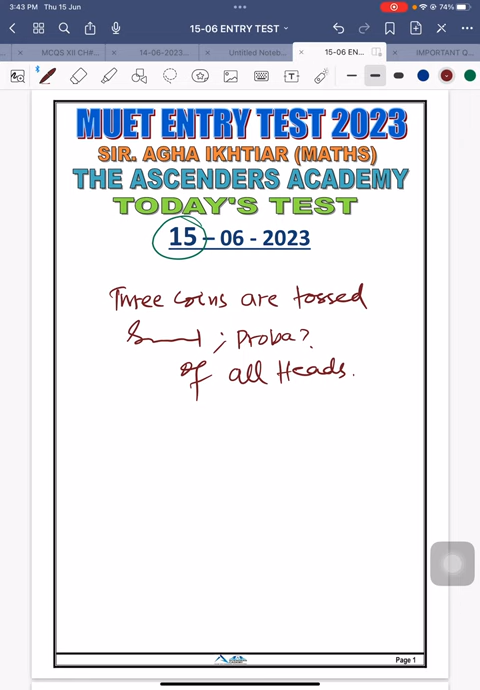 3:43 PM Thu 15 Jun
74%
15-06 ENTRY TEST
MCQS XII CH#...
14-06-2023...
Untitled Noteb...
15-06 EN...
IMPORTANT Q...
MUET ENTRY TEST 2023
SIR. AGHA IKHTIAR (MATHS)
THE ASCENDERS ACADEMY
TODAY'S TEST
15 – 06 - 2023
Three coins are tossed
; Proba?
of all Heads.
Page 1